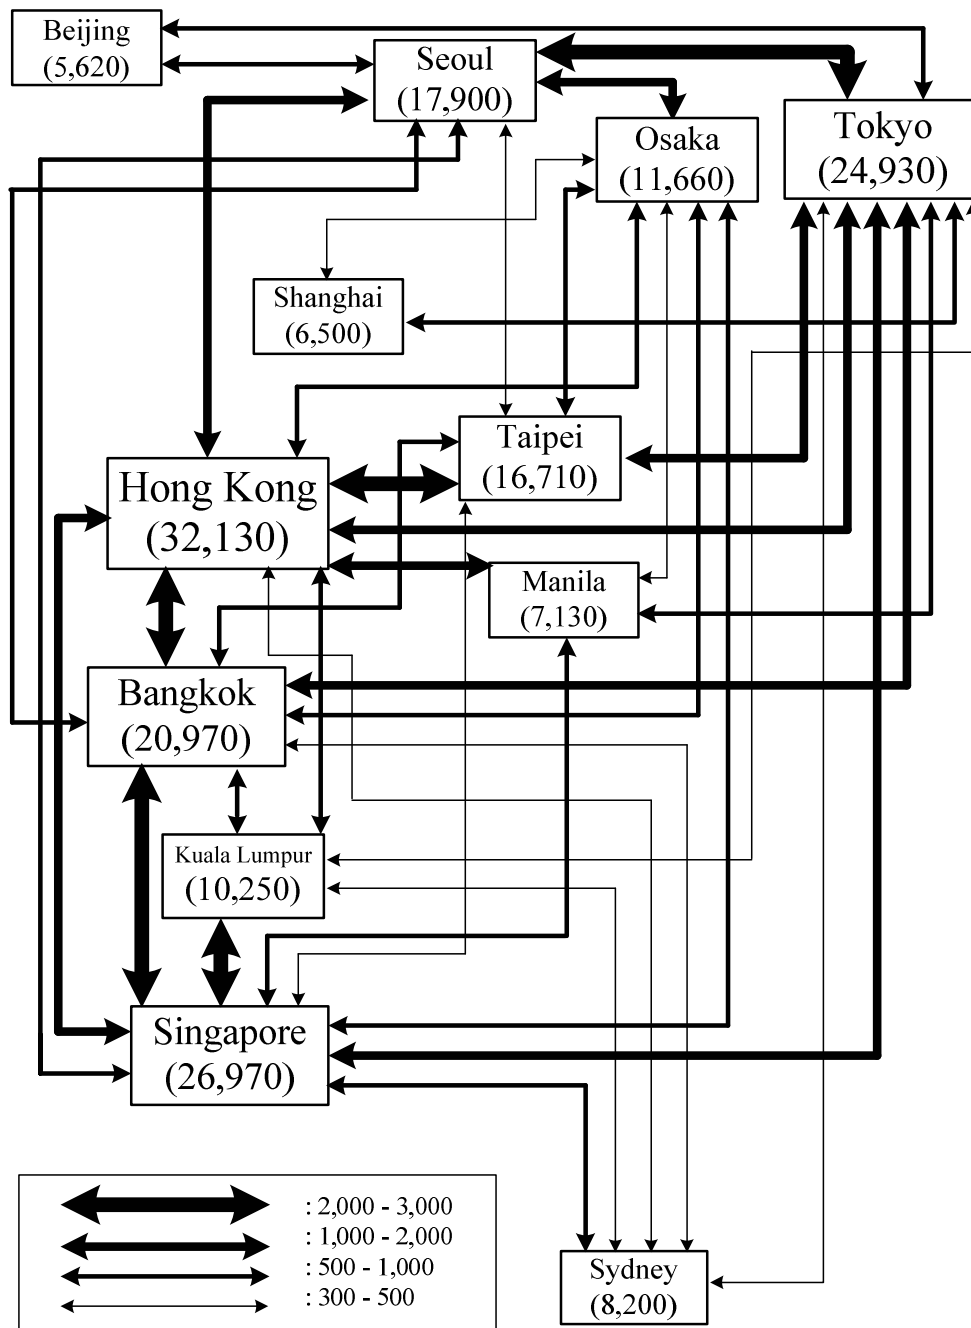 Beijing
(5,620)
Seoul
(17,900)
Osaka
(11,660)
Tokyo
(24,930)
Shanghai
(6,500)
Taipei
(16,710)
Hong Kong
(32,130)
Manila
(7,130)
Bangkok
(20,970)
Kuala Lumpur
(10,250)
Singapore
(26,970)
Sydney
(8,200)
: 2,000 - 3,000
: 1,000 - 2,000
: 500 - 1,000
: 300 - 500